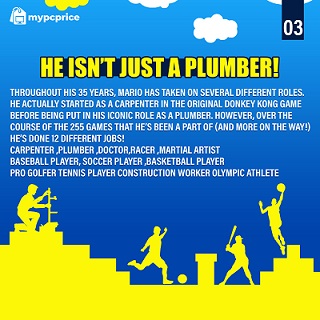 mypcprice
03
HE ISN'T JUST A PLUMBER!
THROUGHOUT HIS 35 YEARS, MARIO HAS TAKEN ON SEVERAL DIFFERENT ROLES.
HE ACTUALLY STARTED AS A CARPENTER IN THE ORIGINAL DONKEY KONG GAME
BEFORE BEING PUT IN HIS ICONIC ROLE AS A PLUMBER. HOWEVER, OVER THE
COURSE OF THE 255 GAMES THAT HE'S BEEN A PART OF (AND MORE ON THE WAY!)
HE'S DONE 12 DIFFERENT JOBS!
CARPENTER ,PLUMBER ,DOCTOR,RACER ,MARTIAL ARTIST
BASEBALL PLAYER, SOCCER PLAYER ,BASKETBALL PLAYER
PRO GOLFER TENNIS PLAYER CONSTRUCTION WORKER OLYMPIC ATHLETE